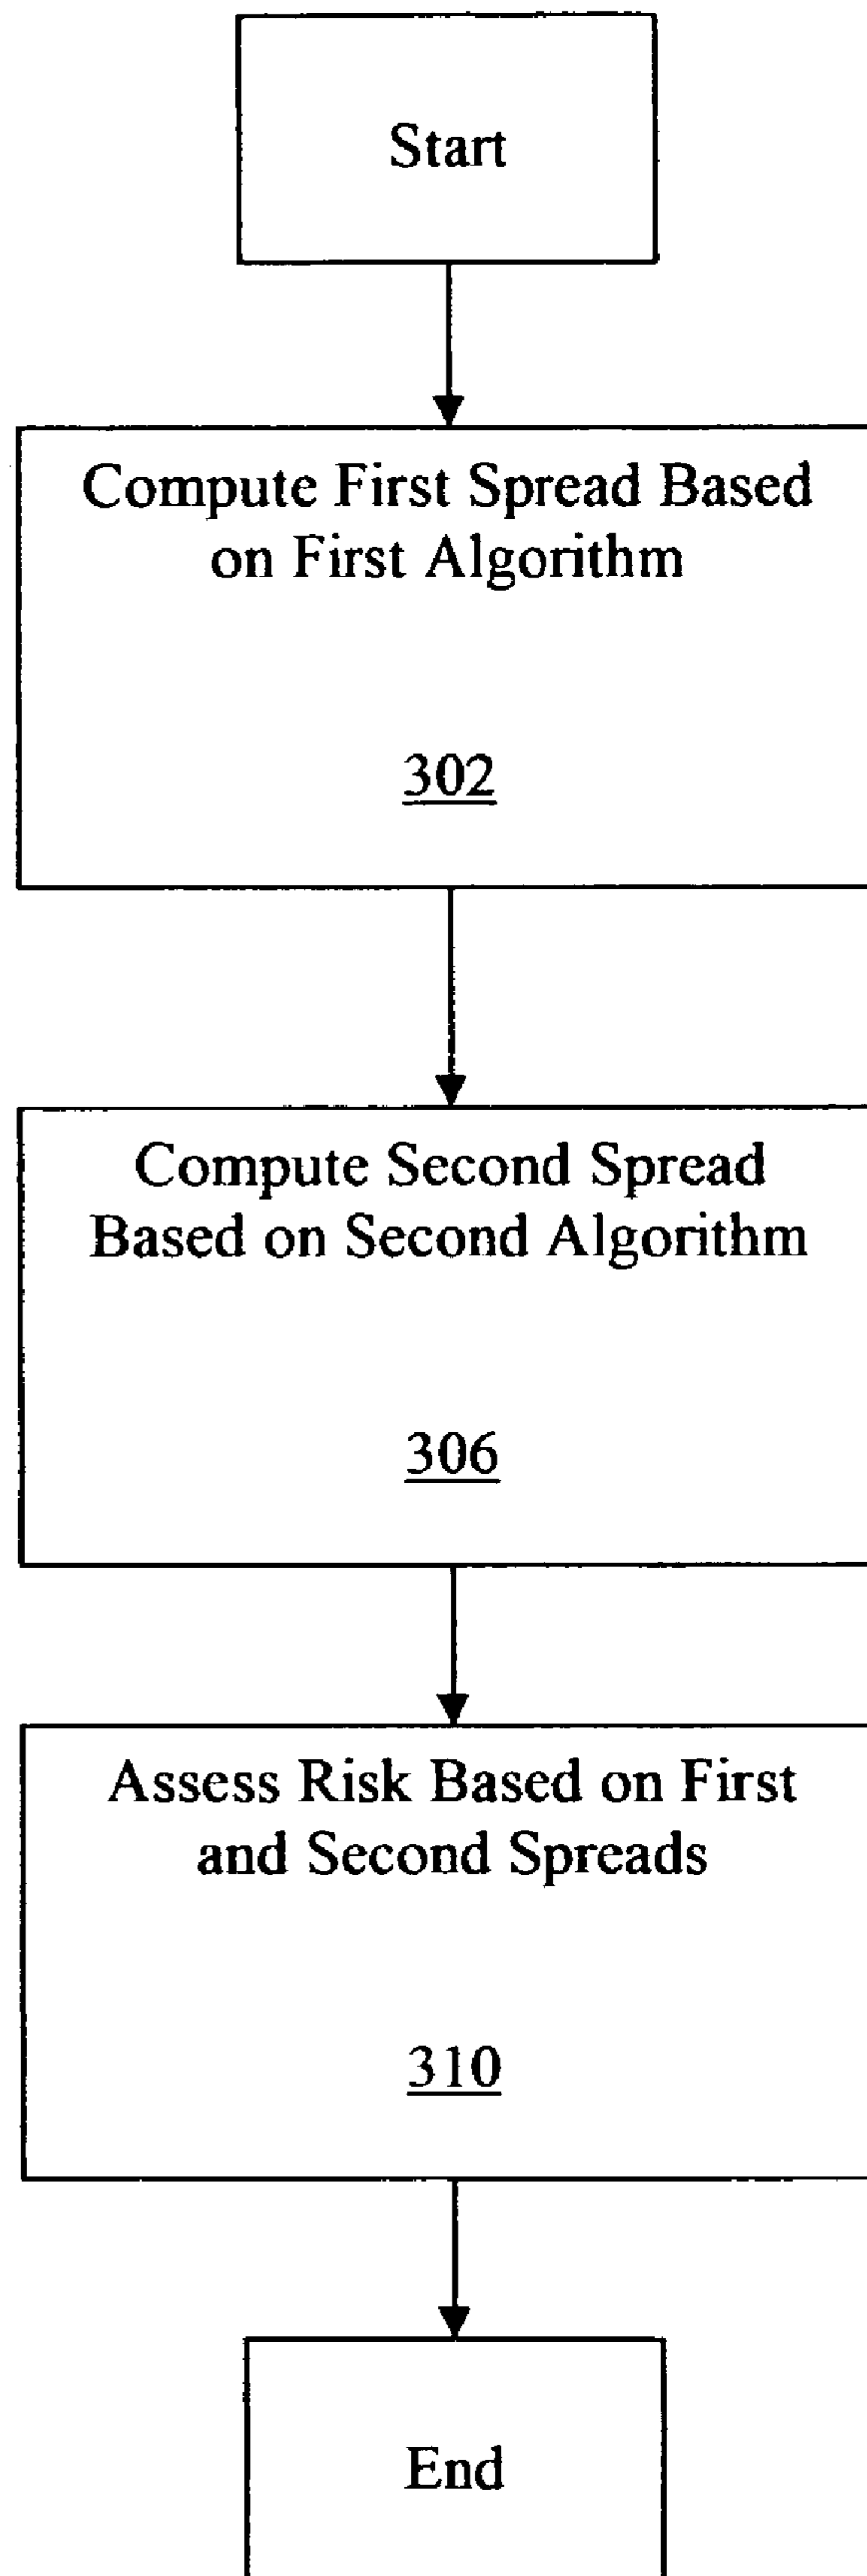 Start
Compute First Spread Based
on First Algorithm
302
Compute Second Spread
Based on Second Algorithm
306
Assess Risk Based on First
and Second Spreads
310
End